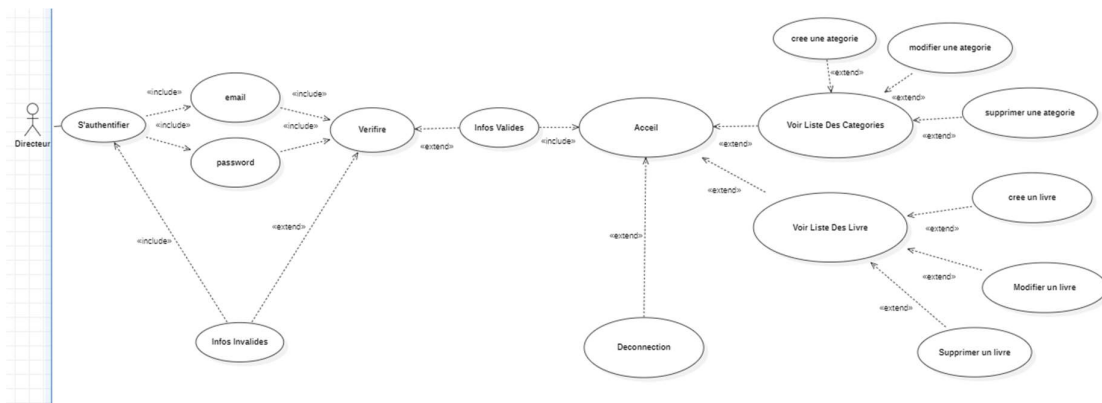 cree une atégorie
modifier une ategorie
«extend»
«extend»
supprimer une ategorie
«extend»
Voir Liste Des Categories
email
«include»
«include»
S'authentifier
«include»
«include»
Verifire
Infos Valides
Acceil
«extend»
«include»
«extend»
Directeur
password
«extend»
cree un livre
Voir Liste Des Livre
«extend»
«include»
«extend»
«extend»
«extend»
Modifier un livre
«extend»
Infos Invalides
Deconnection
Supprimer un livre